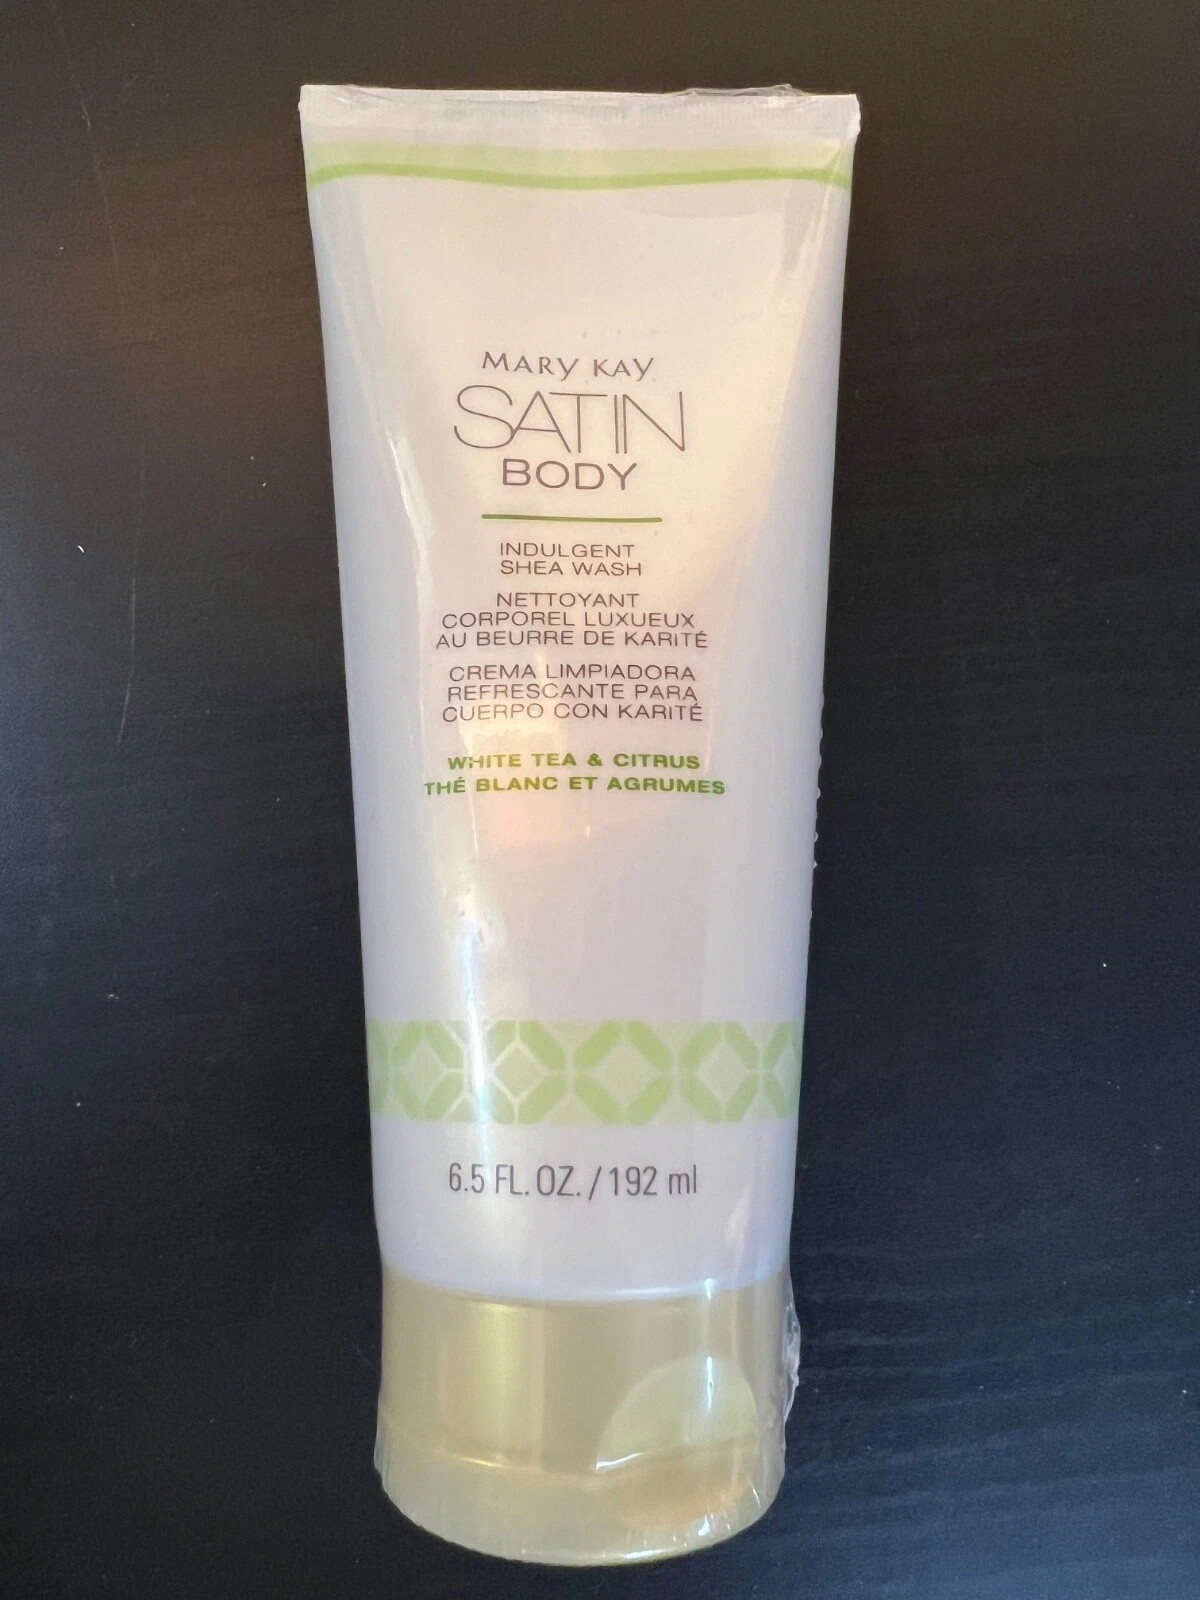 MARY KAY
SATIN
BODY
INDULGENT
SHEA WASH
NETTOYANT
CORPOREL LUXUEUX
AU BEURRE DE KARITÉ
CREMA LIMPIADORA
REFRESCANTE PARA
CUERPO CON KARITÉ
WHITE TEA & CITRUS
THÉ BLANC ET AGRUMES
6.5 FL. OZ. / 192 ml